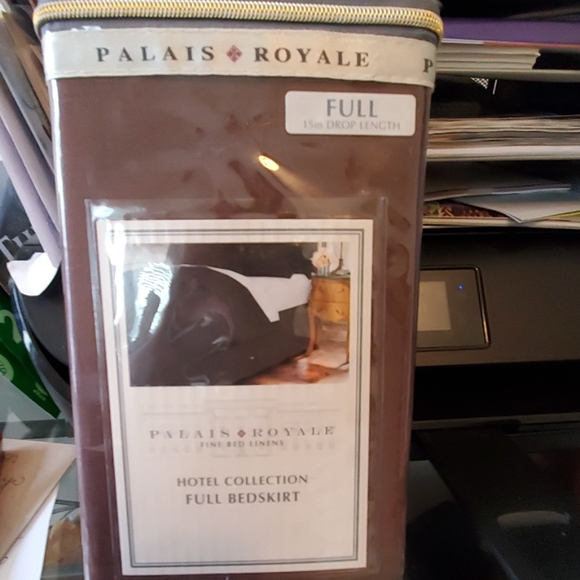 PALAIS ROYALE P
FULL
15in DROP LENGTH
PALAIS ROYALE
FINE BED LINENS
HOTEL COLLECTION
FULL BEDSKIRT